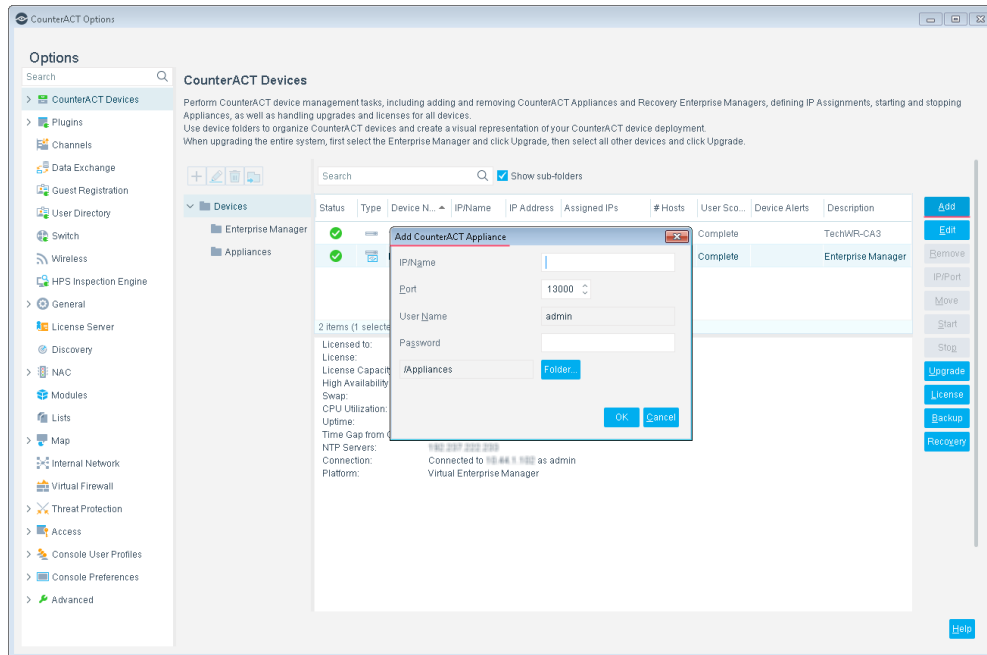 CounterACT Options
Options
Search
CounterACT Devices
Plugins
Channels
Data Exchange
Guest Registration
User Directory
Switch
Wireless
HPS Inspection Engine
General
License Server
Discovery
NAC
Modules
Lists
Map
Internal Network
Virtual Firewall
Threat Protection
Access
Console User Profiles
Console Preferences
Advanced
CounterACT Devices
Perform CounterACT device management tasks, including adding and removing CounterACT Appliances and Recovery Enterprise Managers, defining IP Assignments, starting and stopping
Appliances, as well as handling upgrades and licenses for all devices.
Use device folders to organize CounterACT devices and create a visual representation of your CounterACT device deployment.
When upgrading the entire system, first select the Enterprise Manager and click Upgrade, then select all other devices and click Upgrade.
Search
Show sub-folders
Devices
Enterprise Manager
Appliances
Status Type Device N... IP/Name IP Address Assigned IPs # Hosts User Sco... Device Alerts Description
Complete TechWR-CA3
Complete Enterprise Manager
2 items (1 selecte
Licensed to:
License:
License Capacit
High Availability
Swap:
CPU Utilization:
Uptime:
Time Gap from
NTP Servers:
Connection: Connected to as admin
Platform: Virtual Enterprise Manager
Add CounterACT Appliance
IP/Name
Port 13000
User Name admin
Password
/Appliances Folder...
OK Cancel
Add
Edit
Remove
IP/Port
Move
Start
Stop
Upgrade
License
Backup
Recovery
Help